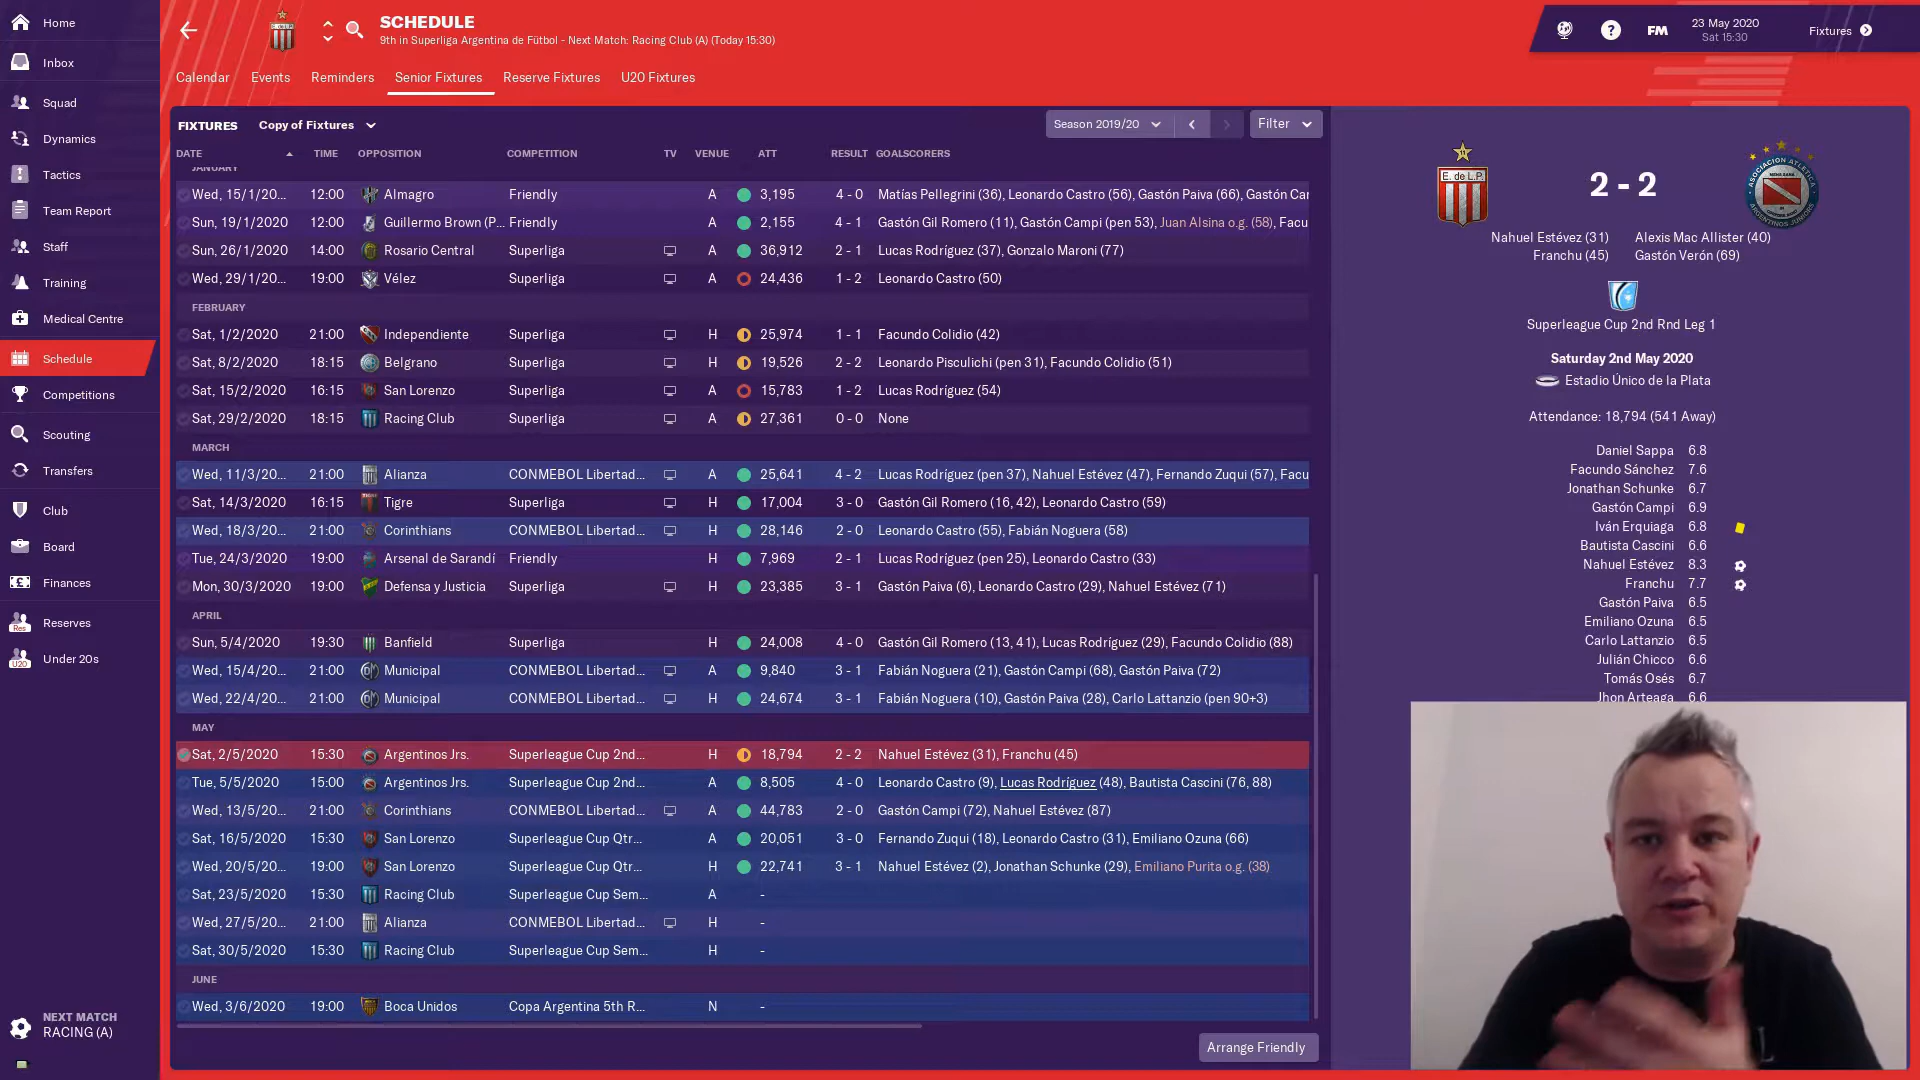 Home
Inbox
Squad
Dynamics
Tactics
Team Report
Staff
Training
Medical Centre
Schedule
Competitions
Scouting
Transfers
Club
Board
Finances
Res
Reserves
U20
Under 20s
NEXT MATCH
RACING (A)
SCHEDULE
9th in Superliga Argentina de Fútbol - Next Match: Racing Club (A) (Today 15:30)
FM
23 May 2020
Sat 15:30
Fixtures
Calendar Events Reminders Senior Fixtures Reserve Fixtures U20 Fixtures
FIXTURES Copy of Fixtures Season 2019/20 Filter
DATE TIME OPPOSITION COMPETITION TV VENUE ATT RESULT GOALSCORERS
JANUARY
Wed, 15/1/20... 12:00 Almagro Friendly A 3,195 4 - 0 Matías Pellegrini (36), Leonardo Castro (56), Gastón Paiva (66), Gastón Car
Sun, 19/1/2020 12:00 Guillermo Brown (P... Friendly A 2,155 4 - 1 Gastón Gil Romero (11), Gastón Campi (pen 53), Juan Alsina o.g. (58), Facu
Sun, 26/1/2020 14:00 Rosario Central Superliga A 36,912 2 - 1 Lucas Rodríguez (37), Gonzalo Maroni (77)
Wed, 29/1/20... 19:00 Vélez Superliga A 24,436 1 - 2 Leonardo Castro (50)
FEBRUARY
Sat, 1/2/2020 21:00 Independiente Superliga H 25,974 1 - 1 Facundo Colidio (42)
Sat, 8/2/2020 18:15 Belgrano Superliga H 19,526 2 - 2 Leonardo Pisculichi (pen 31), Facundo Colidio (51)
Sat, 15/2/2020 16:15 San Lorenzo Superliga A 15,783 1 - 2 Lucas Rodríguez (54)
Sat, 29/2/2020 18:15 Racing Club Superliga A 27,361 0 - 0 None
MARCH
Wed, 11/3/20... 21:00 Alianza CONMEBOL Libertad... A 25,641 4 - 2 Lucas Rodríguez (pen 37), Nahuel Estévez (47), Fernando Zuqui (57), Facu
Sat, 14/3/2020 16:15 Tigre Superliga H 17,004 3 - 0 Gastón Gil Romero (16, 42), Leonardo Castro (59)
Wed, 18/3/20... 21:00 Corinthians CONMEBOL Libertad... H 28,146 2 - 0 Leonardo Castro (55), Fabián Noguera (58)
Tue, 24/3/2020 19:00 Arsenal de Sarandí Friendly H 7,969 2 - 1 Lucas Rodríguez (pen 25), Leonardo Castro (33)
Mon, 30/3/2020 19:00 Defensa y Justicia Superliga H 23,385 3 - 1 Gastón Paiva (6), Leonardo Castro (29), Nahuel Estévez (71)
APRIL
Sun, 5/4/2020 19:30 Banfield Superliga H 24,008 4 - 0 Gastón Gil Romero (13, 41), Lucas Rodríguez (29), Facundo Colidio (88)
Wed, 15/4/20... 21:00 Municipal CONMEBOL Libertad... A 9,840 3 - 1 Fabián Noguera (21), Gastón Campi (68), Gastón Paiva (72)
Wed, 22/4/20... 21:00 Municipal CONMEBOL Libertad... H 24,674 3 - 1 Fabián Noguera (10), Gastón Paiva (28), Carlo Lattanzio (pen 90+3)
MAY
Sat, 2/5/2020 15:30 Argentinos Jrs. Superleague Cup 2nd... H 18,794 2 - 2 Nahuel Estévez (31), Franchu (45)
Tue, 5/5/2020 15:00 Argentinos Jrs. Superleague Cup 2nd... A 8,505 4 - 0 Leonardo Castro (9), Lucas Rodríguez (48), Bautista Cascini (76, 88)
Wed, 13/5/20... 21:00 Corinthians CONMEBOL Libertad... A 44,783 2 - 0 Gastón Campi (72), Nahuel Estévez (87)
Sat, 16/5/2020 15:30 San Lorenzo Superleague Cup Qtr... A 20,051 3 - 0 Fernando Zuqui (18), Leonardo Castro (31), Emiliano Ozuna (66)
Wed, 20/5/20... 19:00 San Lorenzo Superleague Cup Qtr... H 22,741 3 - 1 Nahuel Estévez (2), Jonathan Schunke (29), Emiliano Purita o.g. (38)
Sat, 23/5/2020 15:30 Racing Club Superleague Cup Sem... A -
Wed, 27/5/20... 21:00 Alianza CONMEBOL Libertad... H -
Sat, 30/5/2020 15:30 Racing Club Superleague Cup Sem... H -
JUNE
Wed, 3/6/2020 19:00 Boca Unidos Copa Argentina 5th R... N -
Arrange Friendly
E. de L.P.
2 - 2
Nahuel Estévez (31) Alexis Mac Allister (40)
Franchu (45) Gastón Verón (69)
Superleague Cup 2nd Rnd Leg 1
Saturday 2nd May 2020
Estadio Único de la Plata
Attendance: 18,794 (541 Away)
Daniel Sappa 6.8
Facundo Sánchez 7.6
Jonathan Schunke 6.7
Gastón Campi 6.9
Iván Erquiaga 6.8
Bautista Cascini 6.6
Nahuel Estévez 8.3
Franchu 7.7
Gastón Paiva 6.5
Emiliano Ozuna 6.5
Carlo Lattanzio 6.5
Julián Chicco 6.6
Tomás Osés 6.7
Jhon Arteaga 6.6